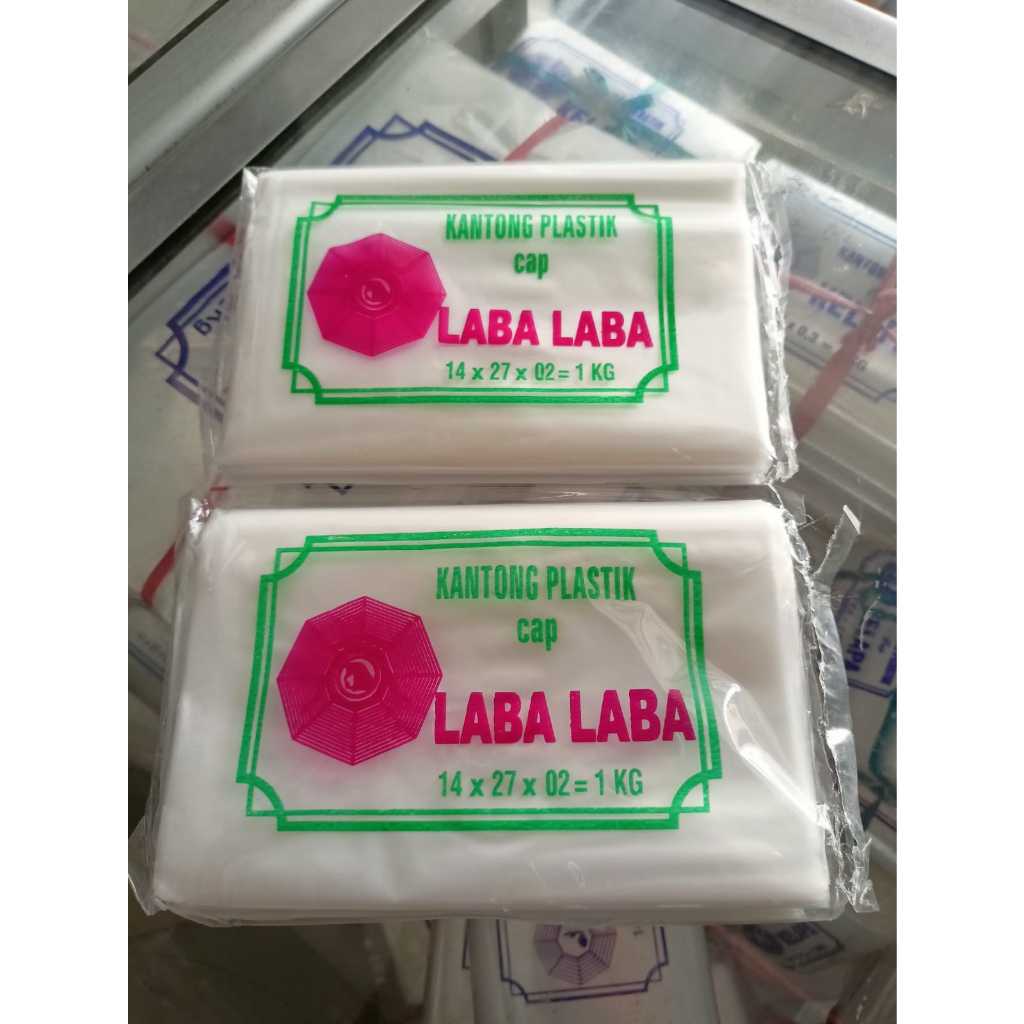 KANTONG PLASTIK
cap
LABA LABA
14 x 27 x 02 = 1 KG
KANTONG PLASTIK
cap
LABA LABA
14 x 27 x 02 = 1 KG